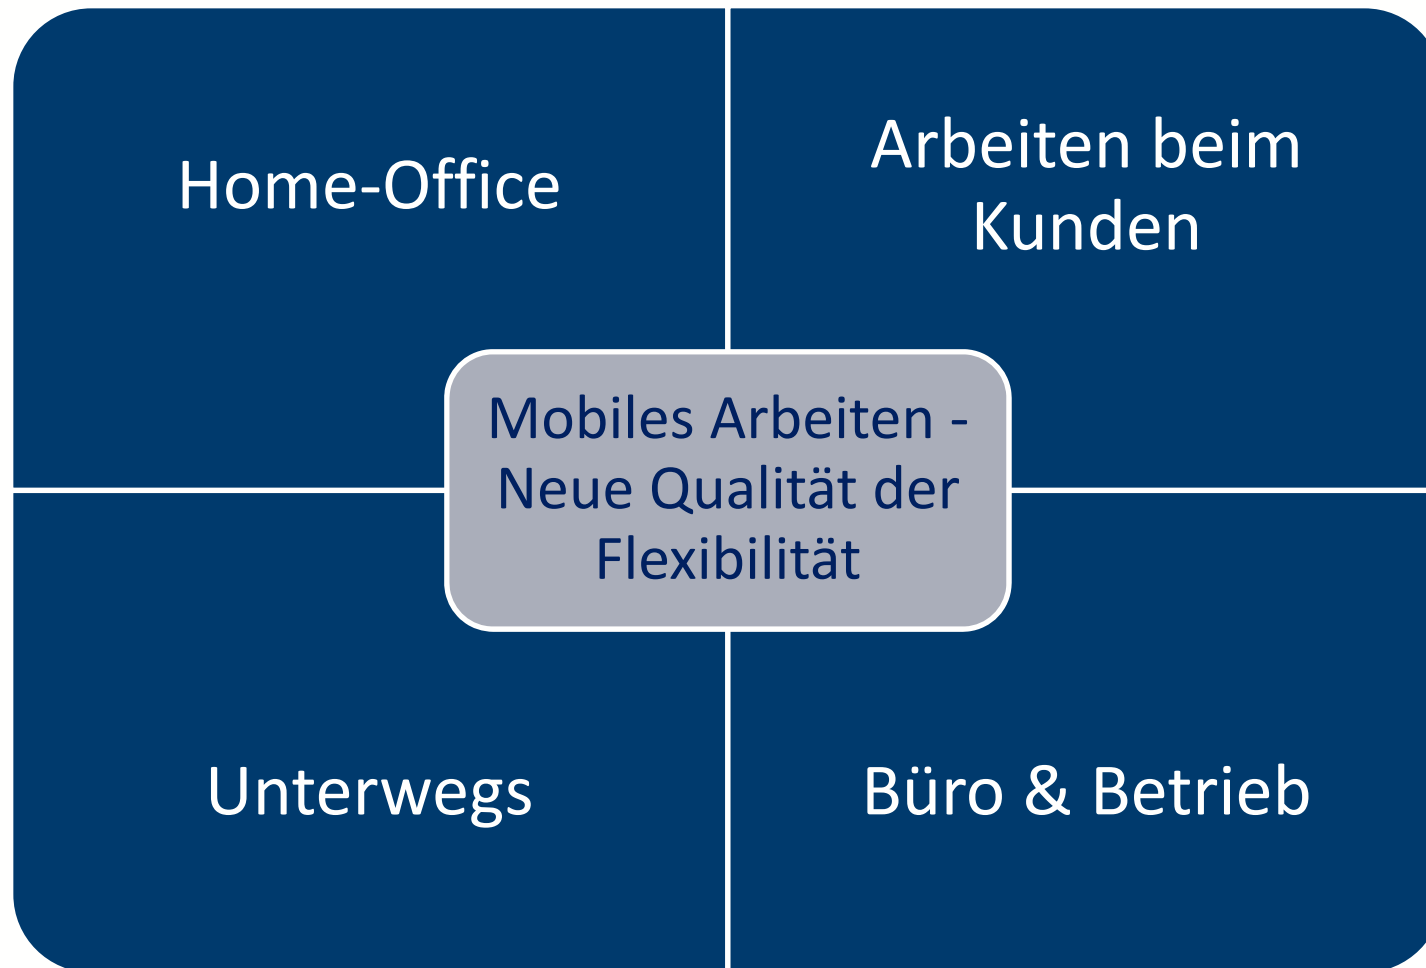 Home-Office
Arbeiten beim
Kunden
Mobiles Arbeiten -
Neue Qualität der
Flexibilität
Unterwegs
Büro & Betrieb